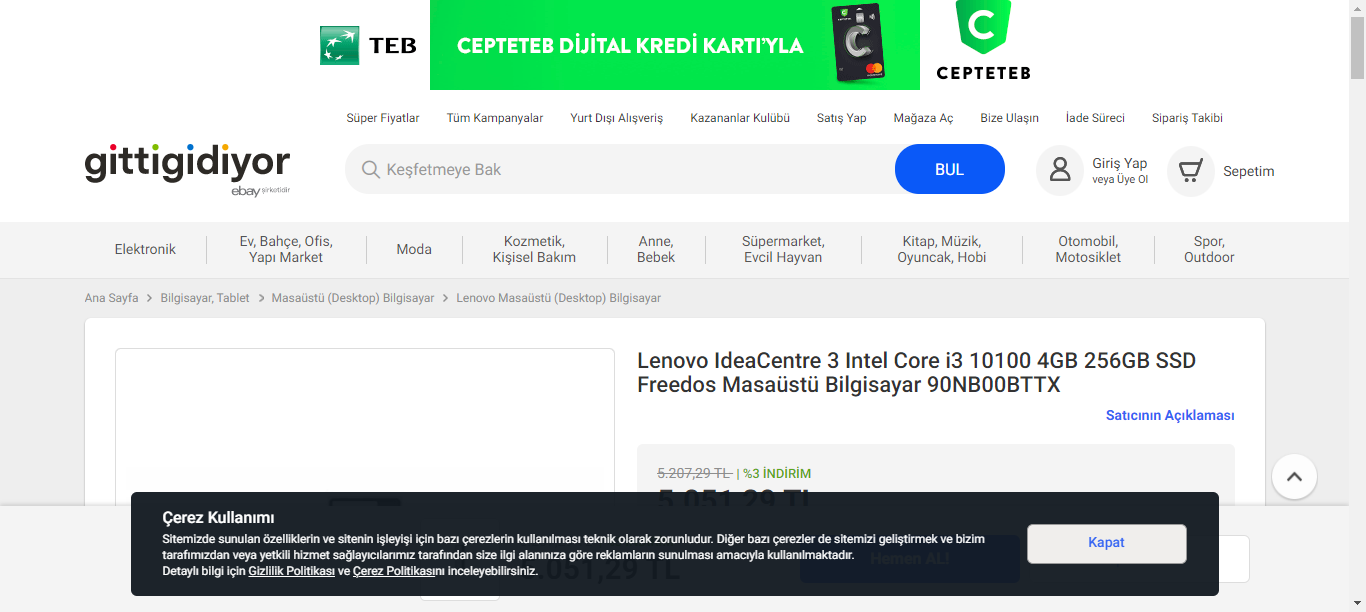 TEB
CEPTETEB DİJİTAL KREDİ KARTI'YLA
CEPTETEB
Süper Fiyatlar
Tüm Kampanyalar
Yurt Dışı Alışveriş
Kazananlar Kulübü
Satış Yap
Mağaza Aç
Bize Ulaşın
İade Süreci
Sipariş Takibi
gittigidiyor
ebay şirketidir
Keşfetmeye Bak
BUL
Giriş Yap
veya Üye Ol
Sepetim
Elektronik
Ev, Bahçe, Ofis,
Yapı Market
Moda
Kozmetik,
Kişisel Bakım
Anne,
Bebek
Süpermarket,
Evcil Hayvan
Kitap, Müzik,
Oyuncak, Hobi
Otomobil,
Motosiklet
Spor,
Outdoor
Ana Sayfa > Bilgisayar, Tablet > Masaüstü (Desktop) Bilgisayar > Lenovo Masaüstü (Desktop) Bilgisayar
Lenovo IdeaCentre 3 Intel Core i3 10100 4GB 256GB SSD
Freedos Masaüstü Bilgisayar 90NB00BTTX
Satıcının Açıklaması
5.207,29 TL | %3 İNDİRİM
5.051,29 TL
Çerez Kullanımı
Sitemizde sunulan özelliklerin ve sitenin işleyişi için bazı çerezlerin kullanılması teknik olarak zorunludur. Diğer bazı çerezler de sitemizi geliştirmek ve bizim
tarafımızdan veya yetkili hizmet sağlayıcılarımız tarafından size ilgi alanınıza göre reklamların sunulması amacıyla kullanılmaktadır.
Detaylı bilgi için Gizlilik Politikası ve Çerez Politikasını inceleyebilirsiniz.
Kapat
5.051,29 TL
Hemen Al!